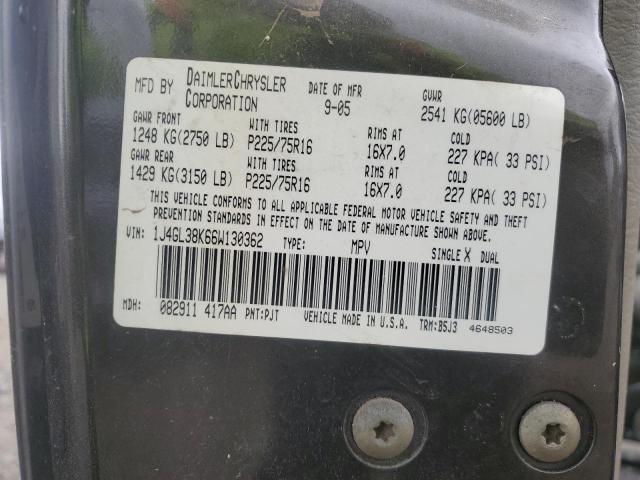 MFD BY DAIMLERCHRYSLER CORPORATION DATE OF MFR 9-05 GVWR 2541 KG(05600 LB)
GAWR FRONT WITH TIRES RIMS AT COLD
1248 KG(2750 LB) P225/75R16 16X7.0 227 KPA( 33 PSI)
GAWR REAR WITH TIRES RIMS AT COLD
1429 KG(3150 LB) P225/75R16 16X7.0 227 KPA( 33 PSI)
THIS VEHICLE CONFORMS TO ALL APPLICABLE FEDERAL MOTOR VEHICLE SAFETY AND THEFT
PREVENTION STANDARDS IN EFFECT ON THE DATE OF MANUFACTURE SHOWN ABOVE.
VIN: 1J4GL38K66W130362 TYPE: MPV SINGLE X DUAL
MDH: 082911 417AA PNT:PJT VEHICLE MADE IN U.S.A. TRM:B5J3 4648503